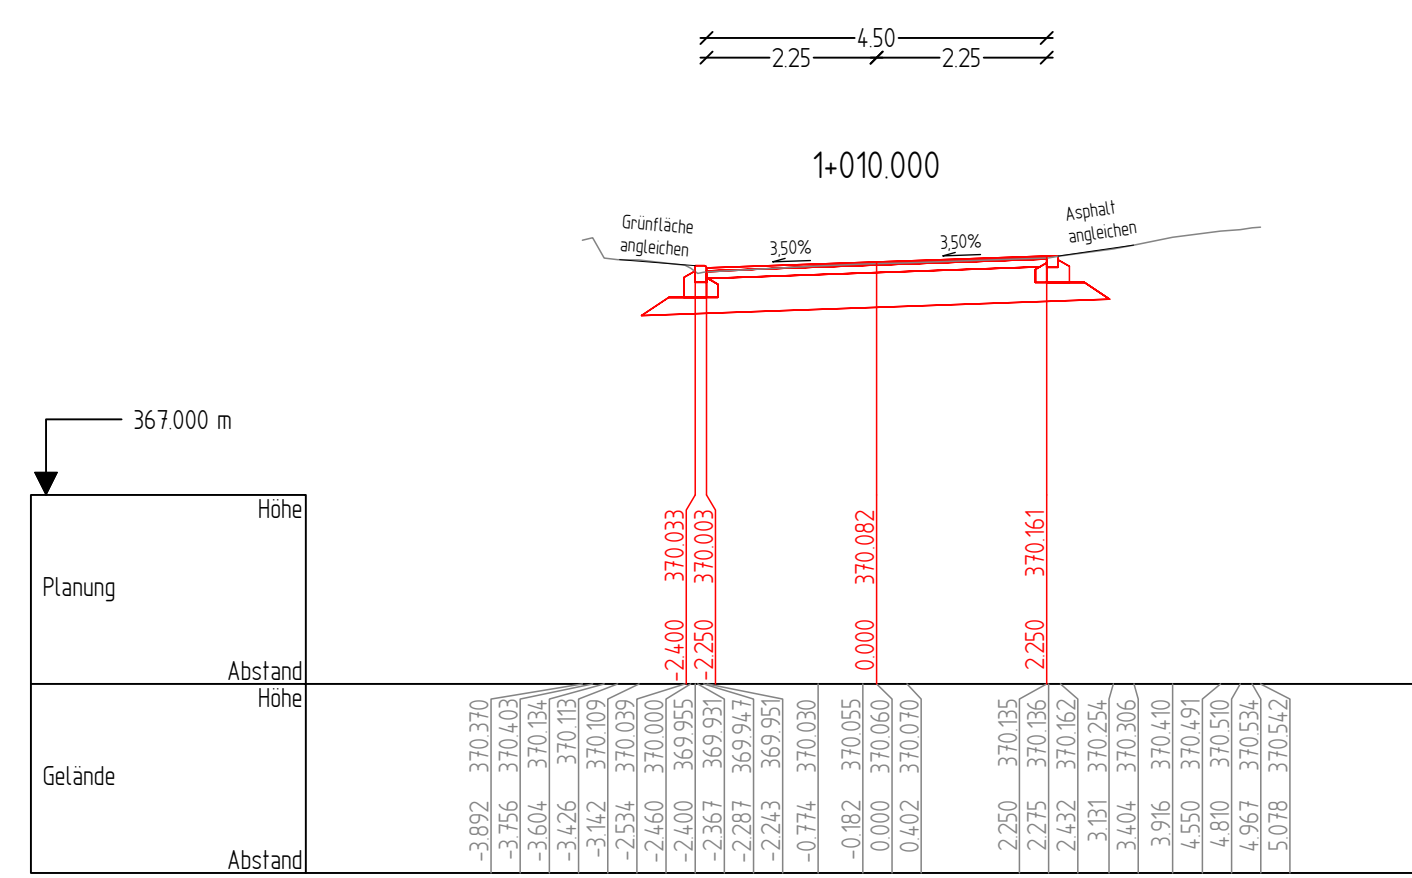 4.50
2.25 2.25
1+010.000
Grünfläche
angleichen
3,50%
3,50%
Asphalt
angleichen
367.000 m
Höhe
Planung
Abstand
370.033 370.003 370.082 370.161
-2.400 -2.250 0.000 2.250
Höhe
Gelände
Abstand
370.370 370.403 370.134 370.113 370.109 370.039 370.000 369.955 369.931 369.947 369.951 370.030 370.055 370.060 370.070 370.135 370.136 370.162 370.254 370.306 370.410 370.491 370.510 370.534 370.542
-3.892 -3.756 -3.604 -3.426 -3.142 -2.534 -2.460 -2.400 -2.367 -2.287 -2.243 -0.774 -0.182 0.000 0.402 2.250 2.275 2.432 3.131 3.404 3.916 4.550 4.810 4.967 5.078